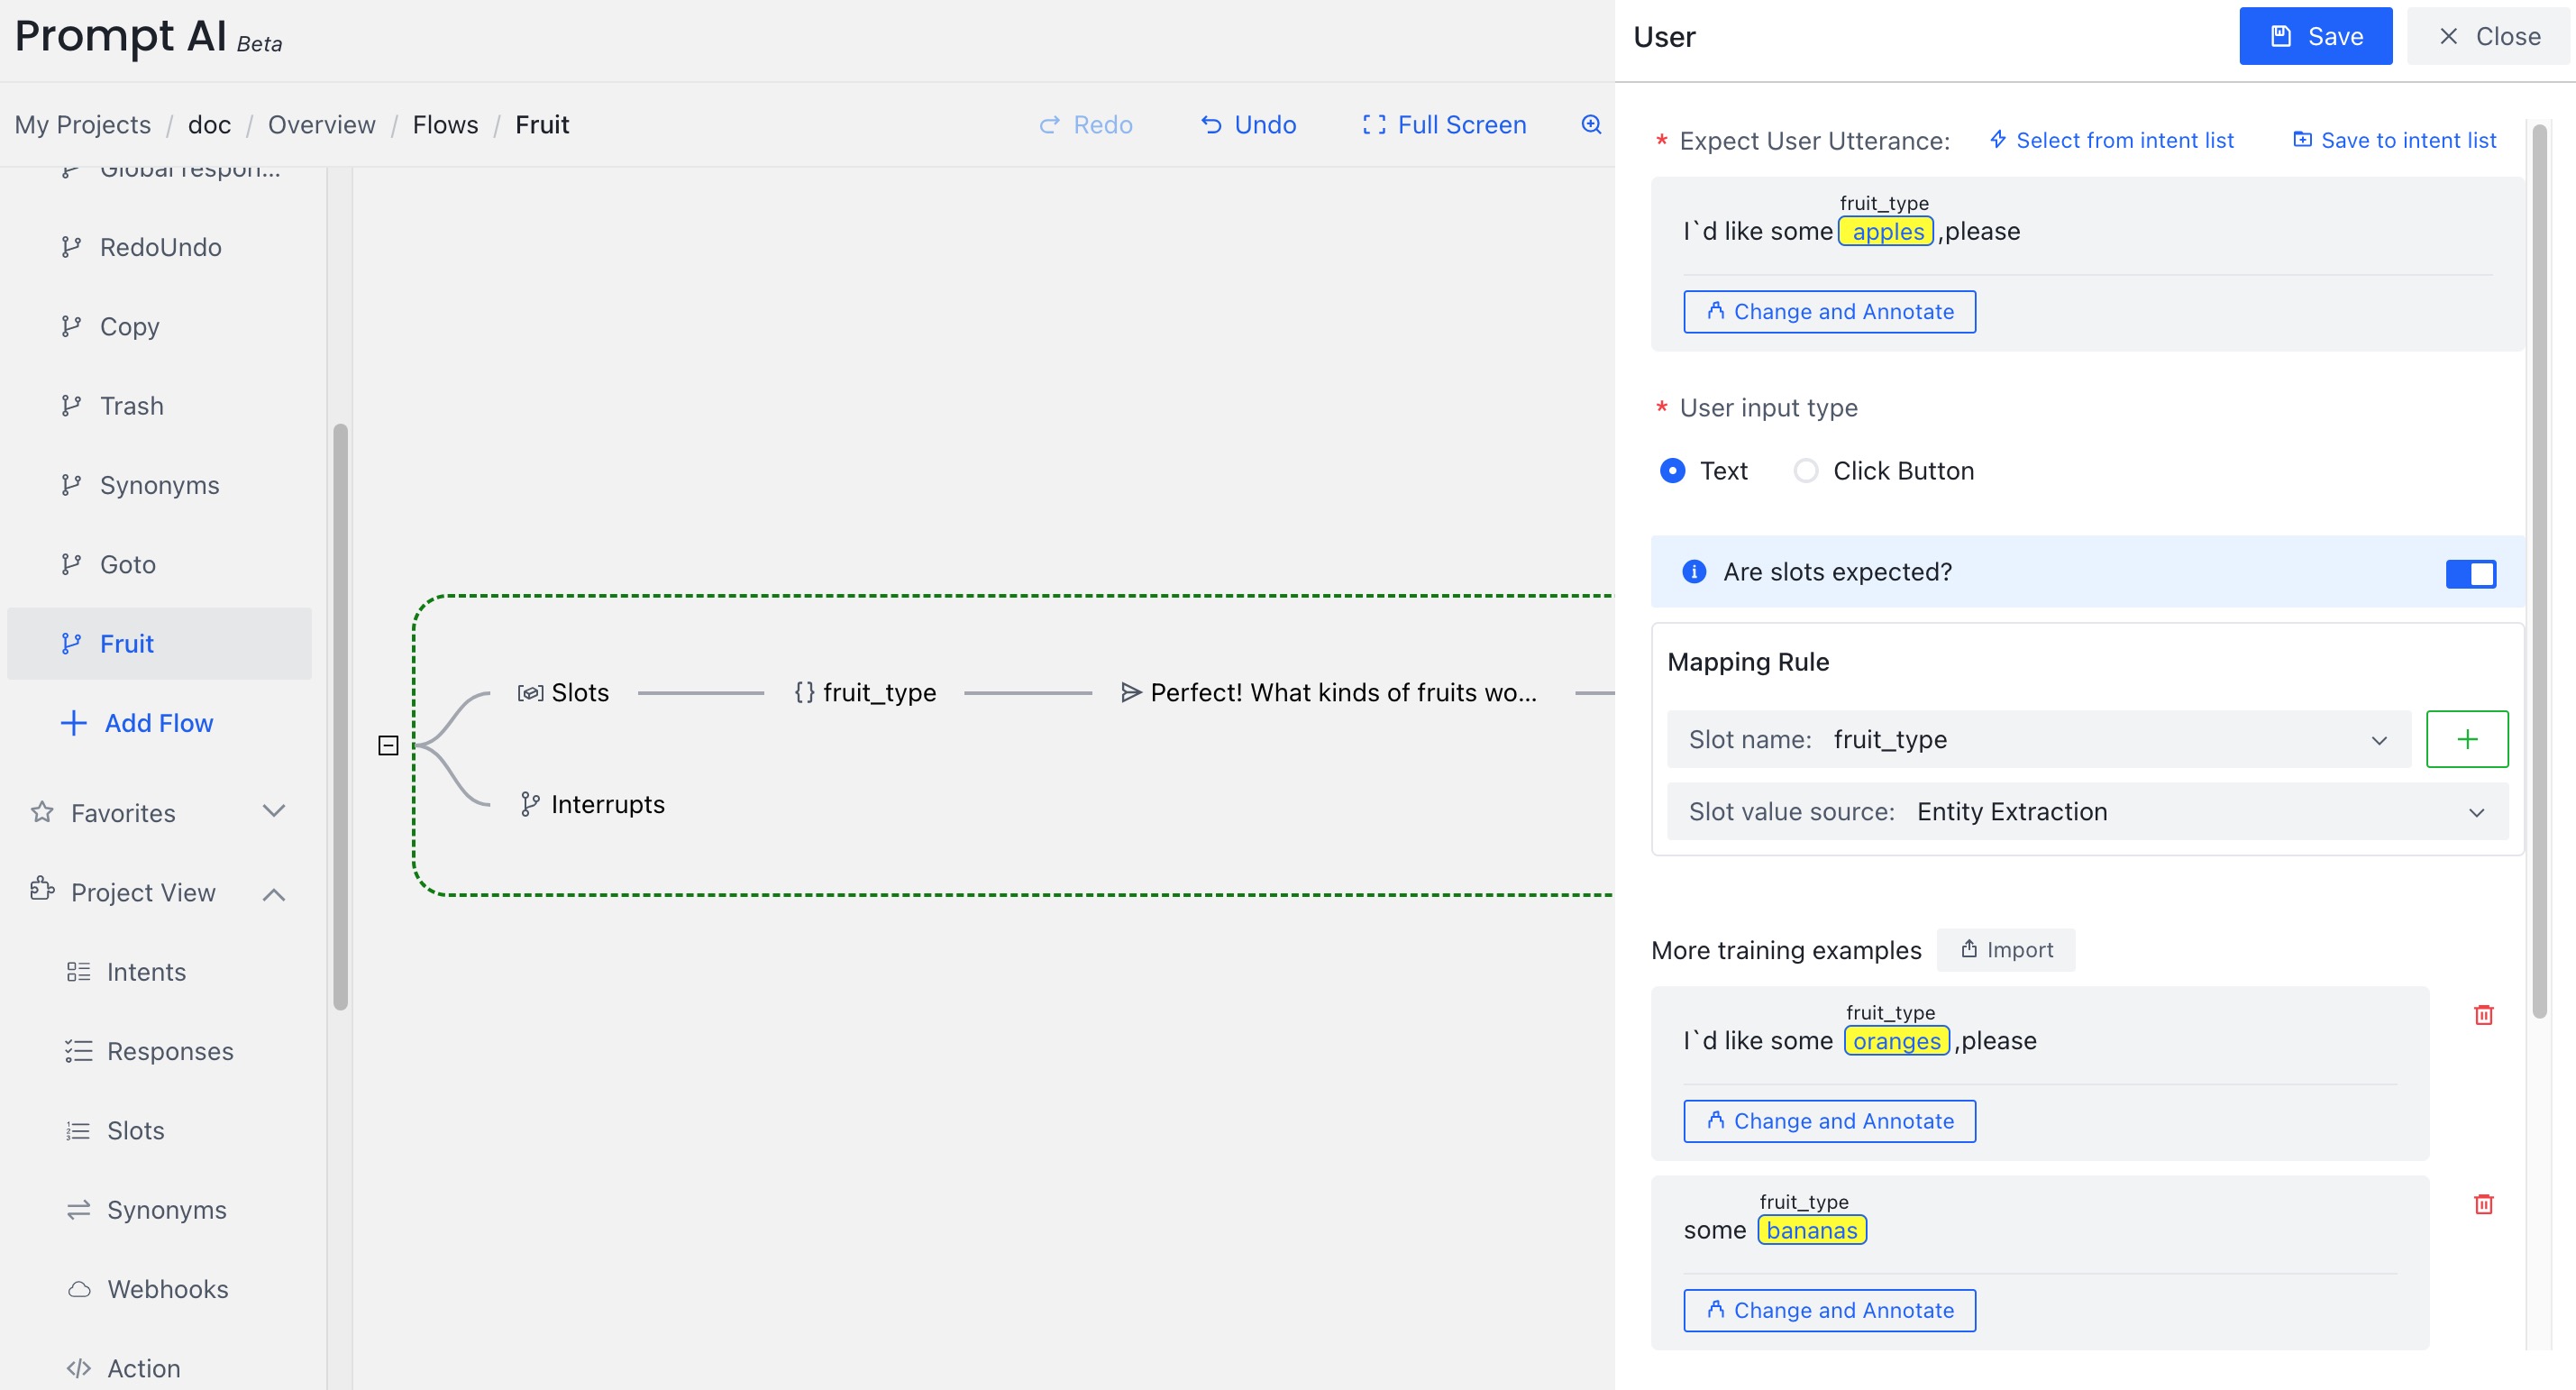 Prompt AI Beta
User
Save
Close
My Projects / doc / Overview / Flows / Fruit
Redo
Undo
Full Screen
Global respon...
RedoUndo
Copy
Trash
Synonyms
Goto
Fruit
Add Flow
Favorites
Project View
Intents
Responses
Slots
Synonyms
Webhooks
Action
Slots
fruit_type
Perfect! What kinds of fruits wo...
Interrupts
* Expect User Utterance:
Select from intent list
Save to intent list
fruit_type
I`d like some apples ,please
Change and Annotate
* User input type
Text
Click Button
Are slots expected?
Mapping Rule
Slot name: fruit_type
Slot value source: Entity Extraction
More training examples
Import
fruit_type
I`d like some oranges ,please
Change and Annotate
fruit_type
some bananas
Change and Annotate